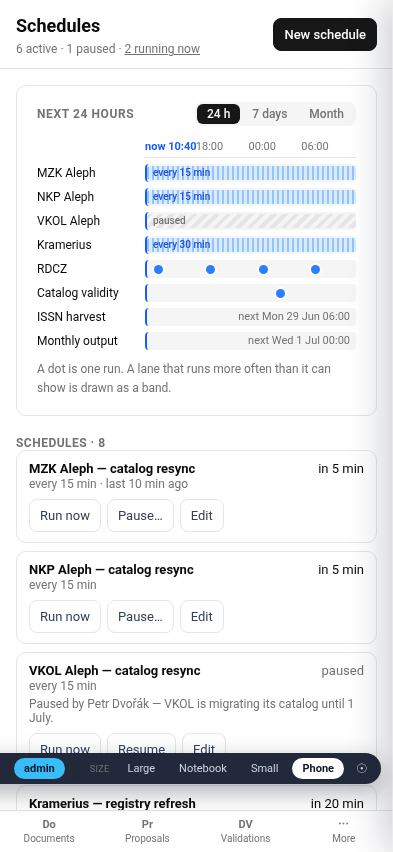 Schedules
6 active · 1 paused · 2 running now
New schedule
NEXT 24 HOURS
24 h
7 days
Month
now 10:40
18:00
00:00
06:00
MZK Aleph
every 15 min
NKP Aleph
every 15 min
VKOL Aleph
paused
Kramerius
every 30 min
RDCZ
Catalog validity
ISSN harvest
next Mon 29 Jun 06:00
Monthly output
next Wed 1 Jul 00:00
A dot is one run. A lane that runs more often than it can
show is drawn as a band.
SCHEDULES · 8
MZK Aleph — catalog resync
in 5 min
every 15 min · last 10 min ago
Run now
Pause…
Edit
NKP Aleph — catalog resync
in 5 min
every 15 min
Run now
Pause…
Edit
VKOL Aleph — catalog resync
paused
every 15 min
Paused by Petr Dvořák — VKOL is migrating its catalog until 1
July.
Run now
Resume
Edit
admin
SIZE
Large
Notebook
Small
Phone
Kramerius — registry refresh
in 20 min
Do
Documents
Pr
Proposals
DV
Validations
···
More